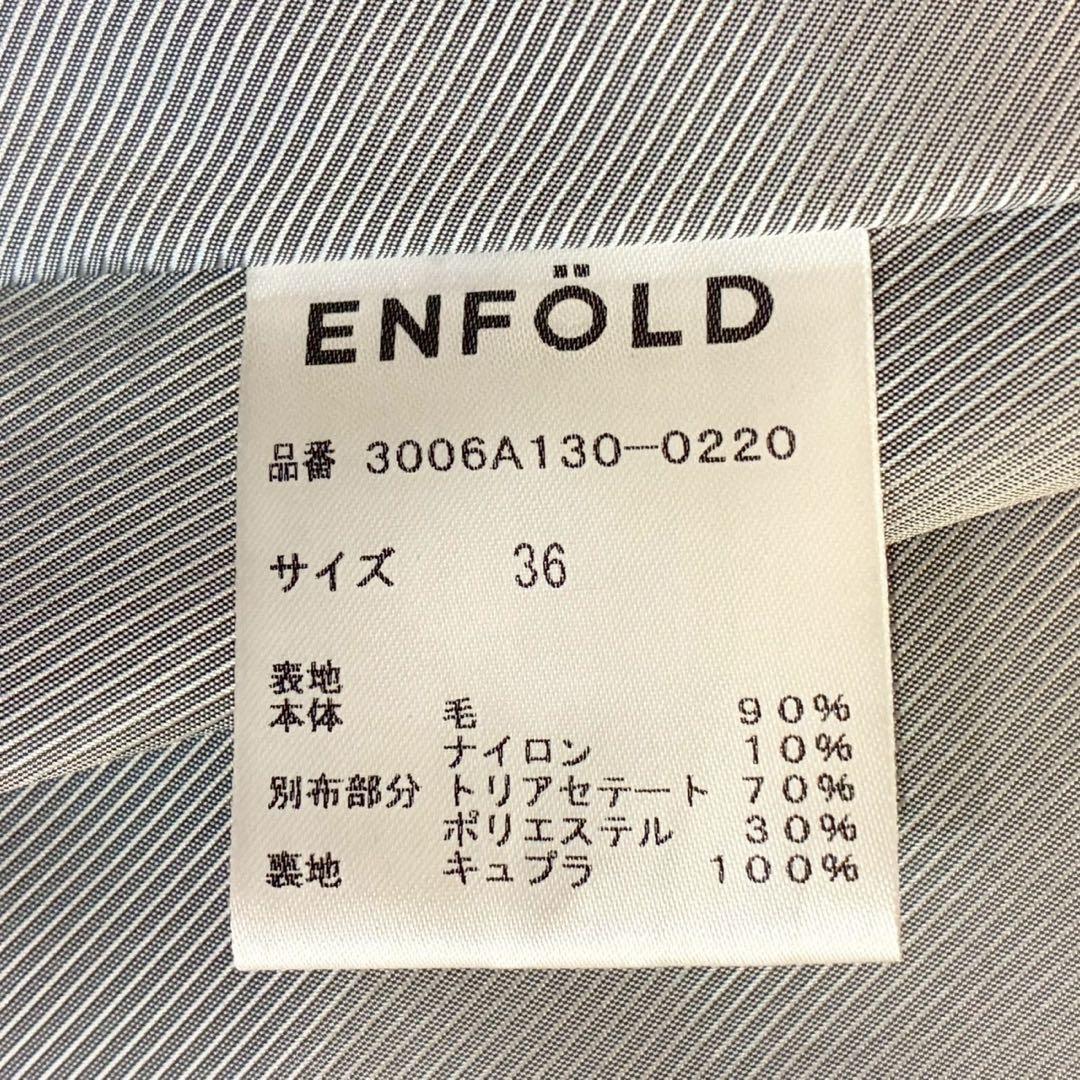 ENFÖLD
品番 3006A130-0220
サイズ 36
表地
本体 毛 90%
ナイロン 10%
別布部分 トリアセテート 70%
ポリエステル 30%
裏地 キュプラ 100%